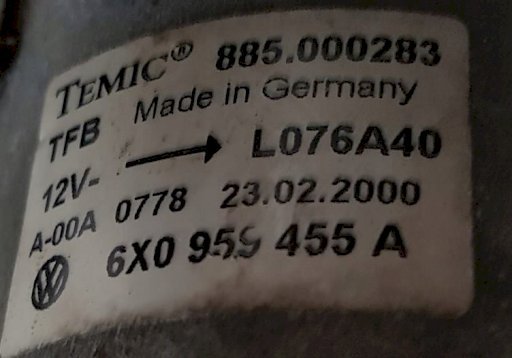 TEMIC® 885.000283
Made in Germany
TFB
12V- → L076A40
A-00A 0778 23.02.2000
6X0 959 455 A